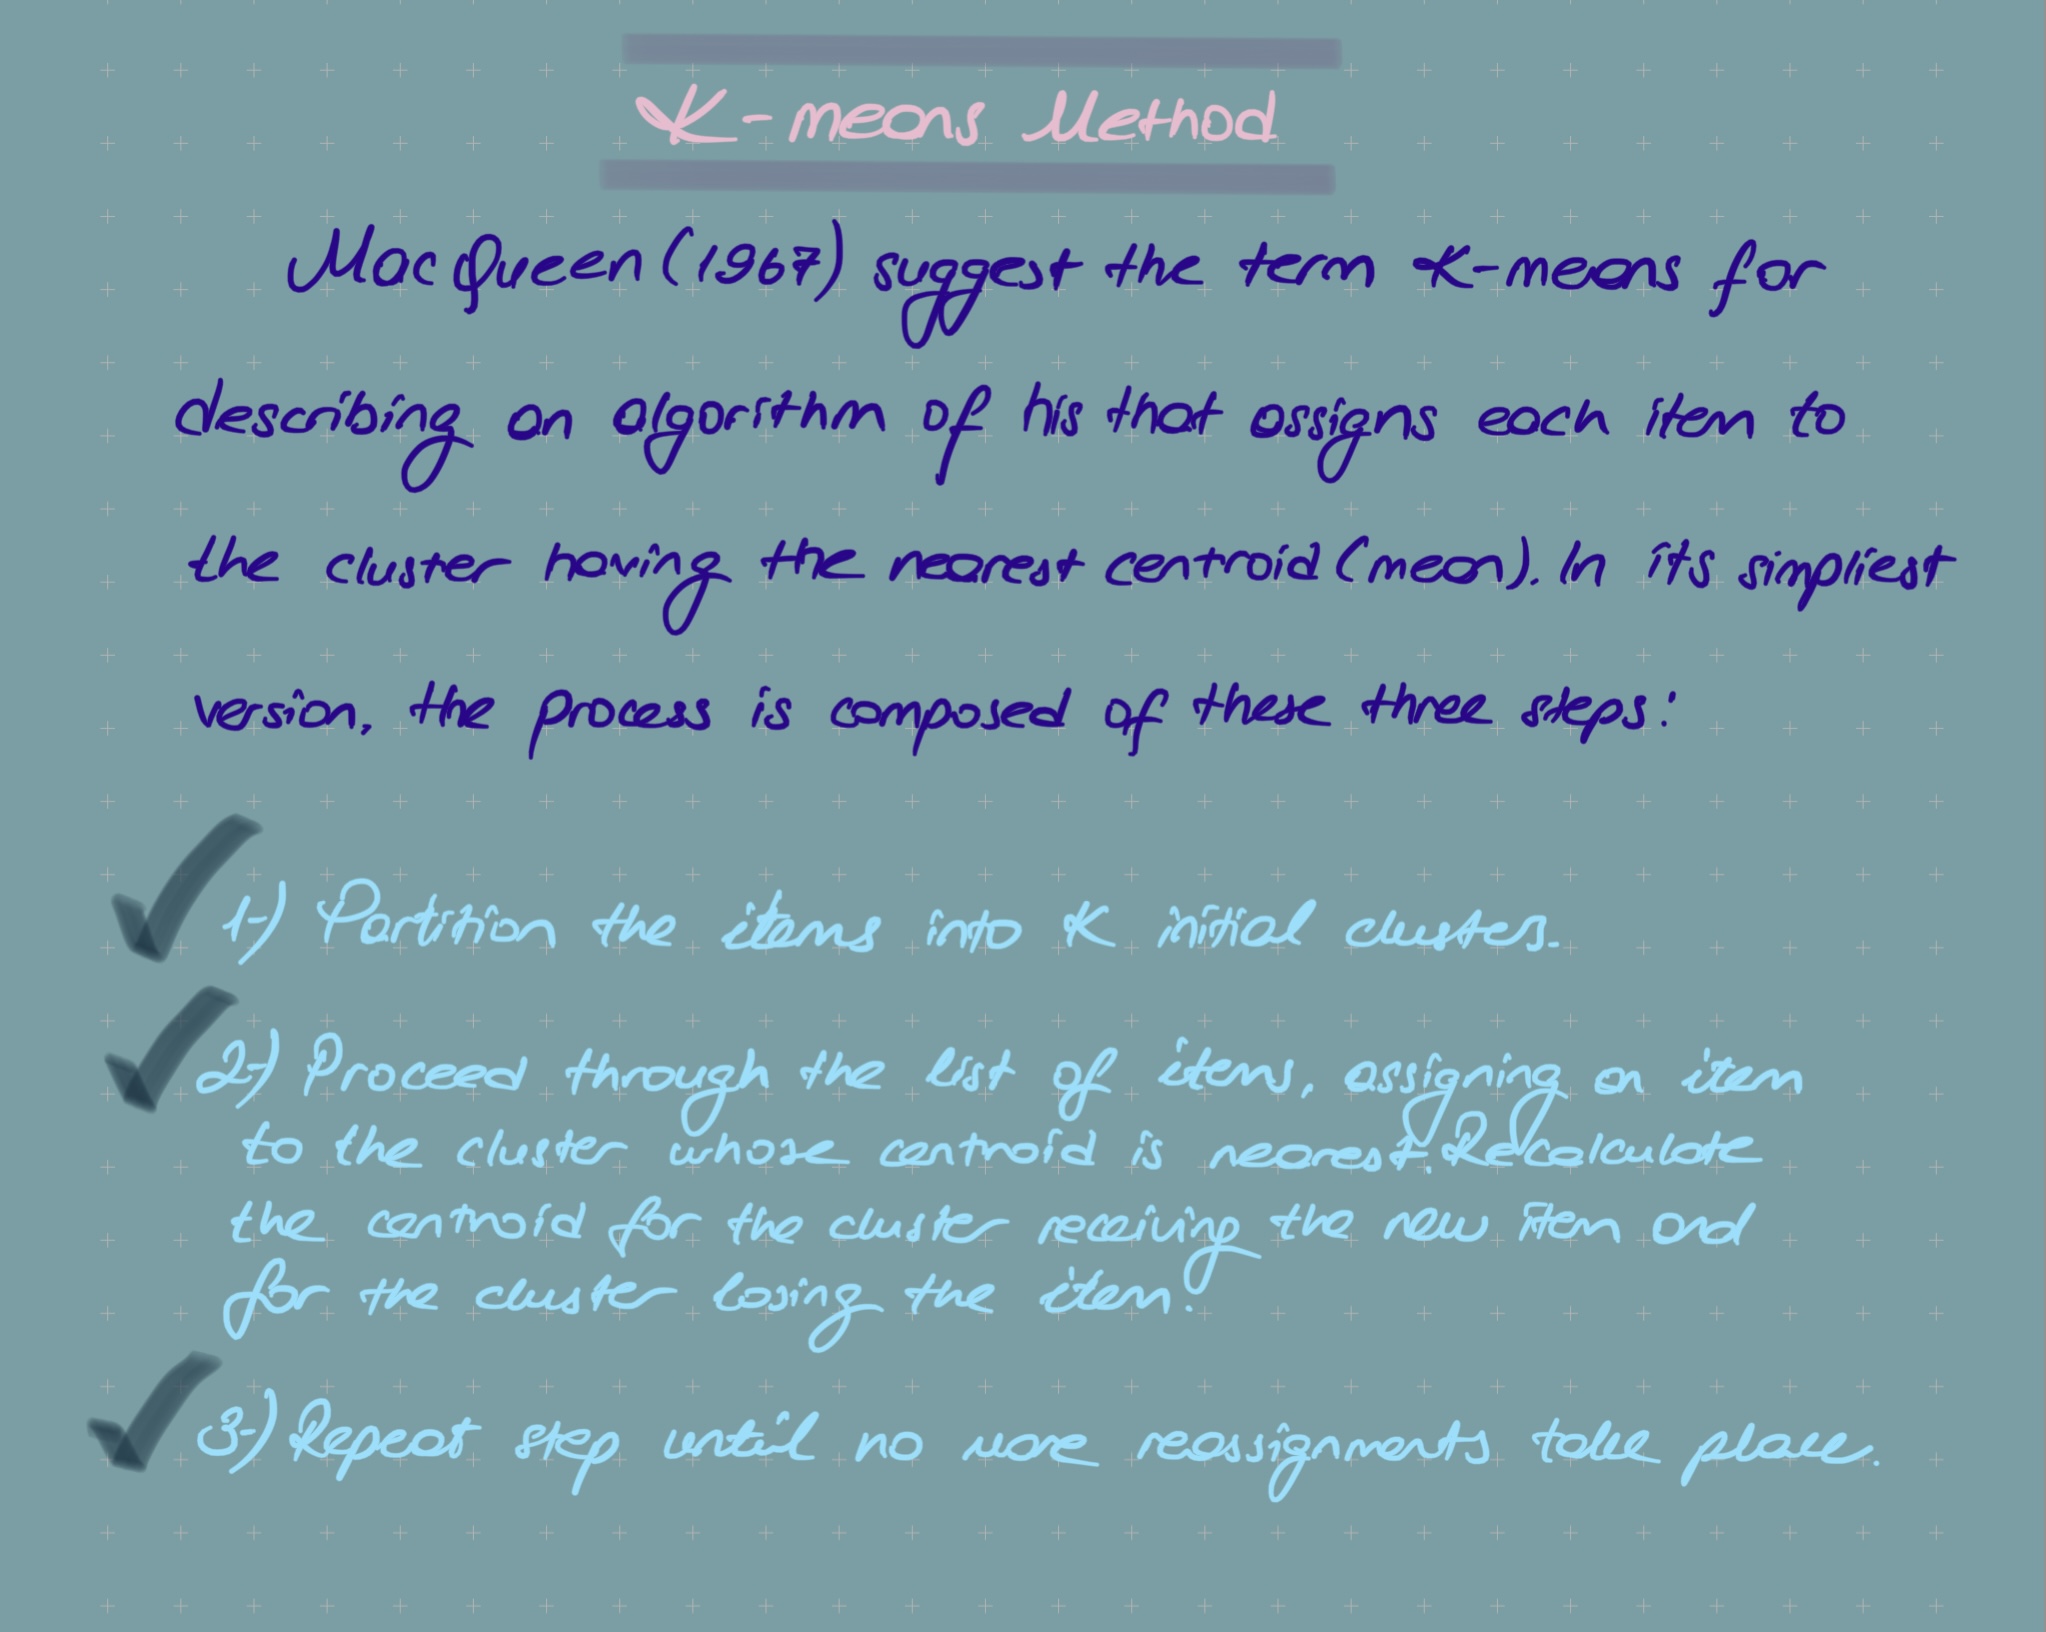 K-means Method
MacQueen (1967) suggest the term K-means for
describing an algorithm of his that assigns each item to
the cluster having the nearest centroid (mean). In its simpliest
version, the process is composed of these three steps:
1-) Partition the items into K initial clusters.
2-) Proceed through the list of items, assigning an item
to the cluster whose centroid is nearest. Recalculate
the centroid for the cluster receiving the new item and
for the cluster losing the item.
3-) Repeat step until no more reassignments take place.